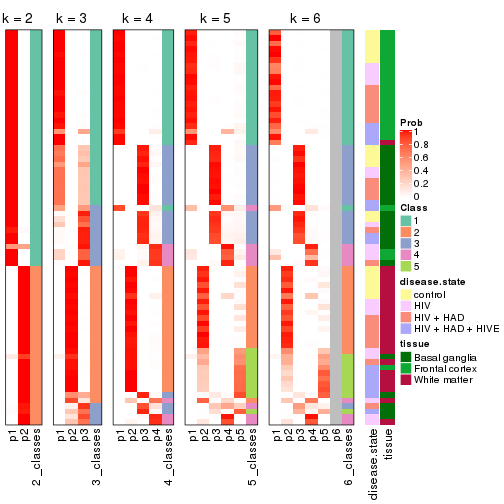 k = 2
k = 3
k = 4
k = 5
k = 6
Prob
1
0.8
0.6
0.4
0.2
0
Class
1
2
3
4
5
disease.state
control
HIV
HIV + HAD
HIV + HAD + HIVE
tissue
Basal ganglia
Frontal cortex
White matter
p1
p2
2_classes
p1
p2
p3
3_classes
p1
p2
p3
p4
4_classes
p1
p2
p3
p4
p5
5_classes
p1
p2
p3
p4
p5
p6
6_classes
disease.state
tissue